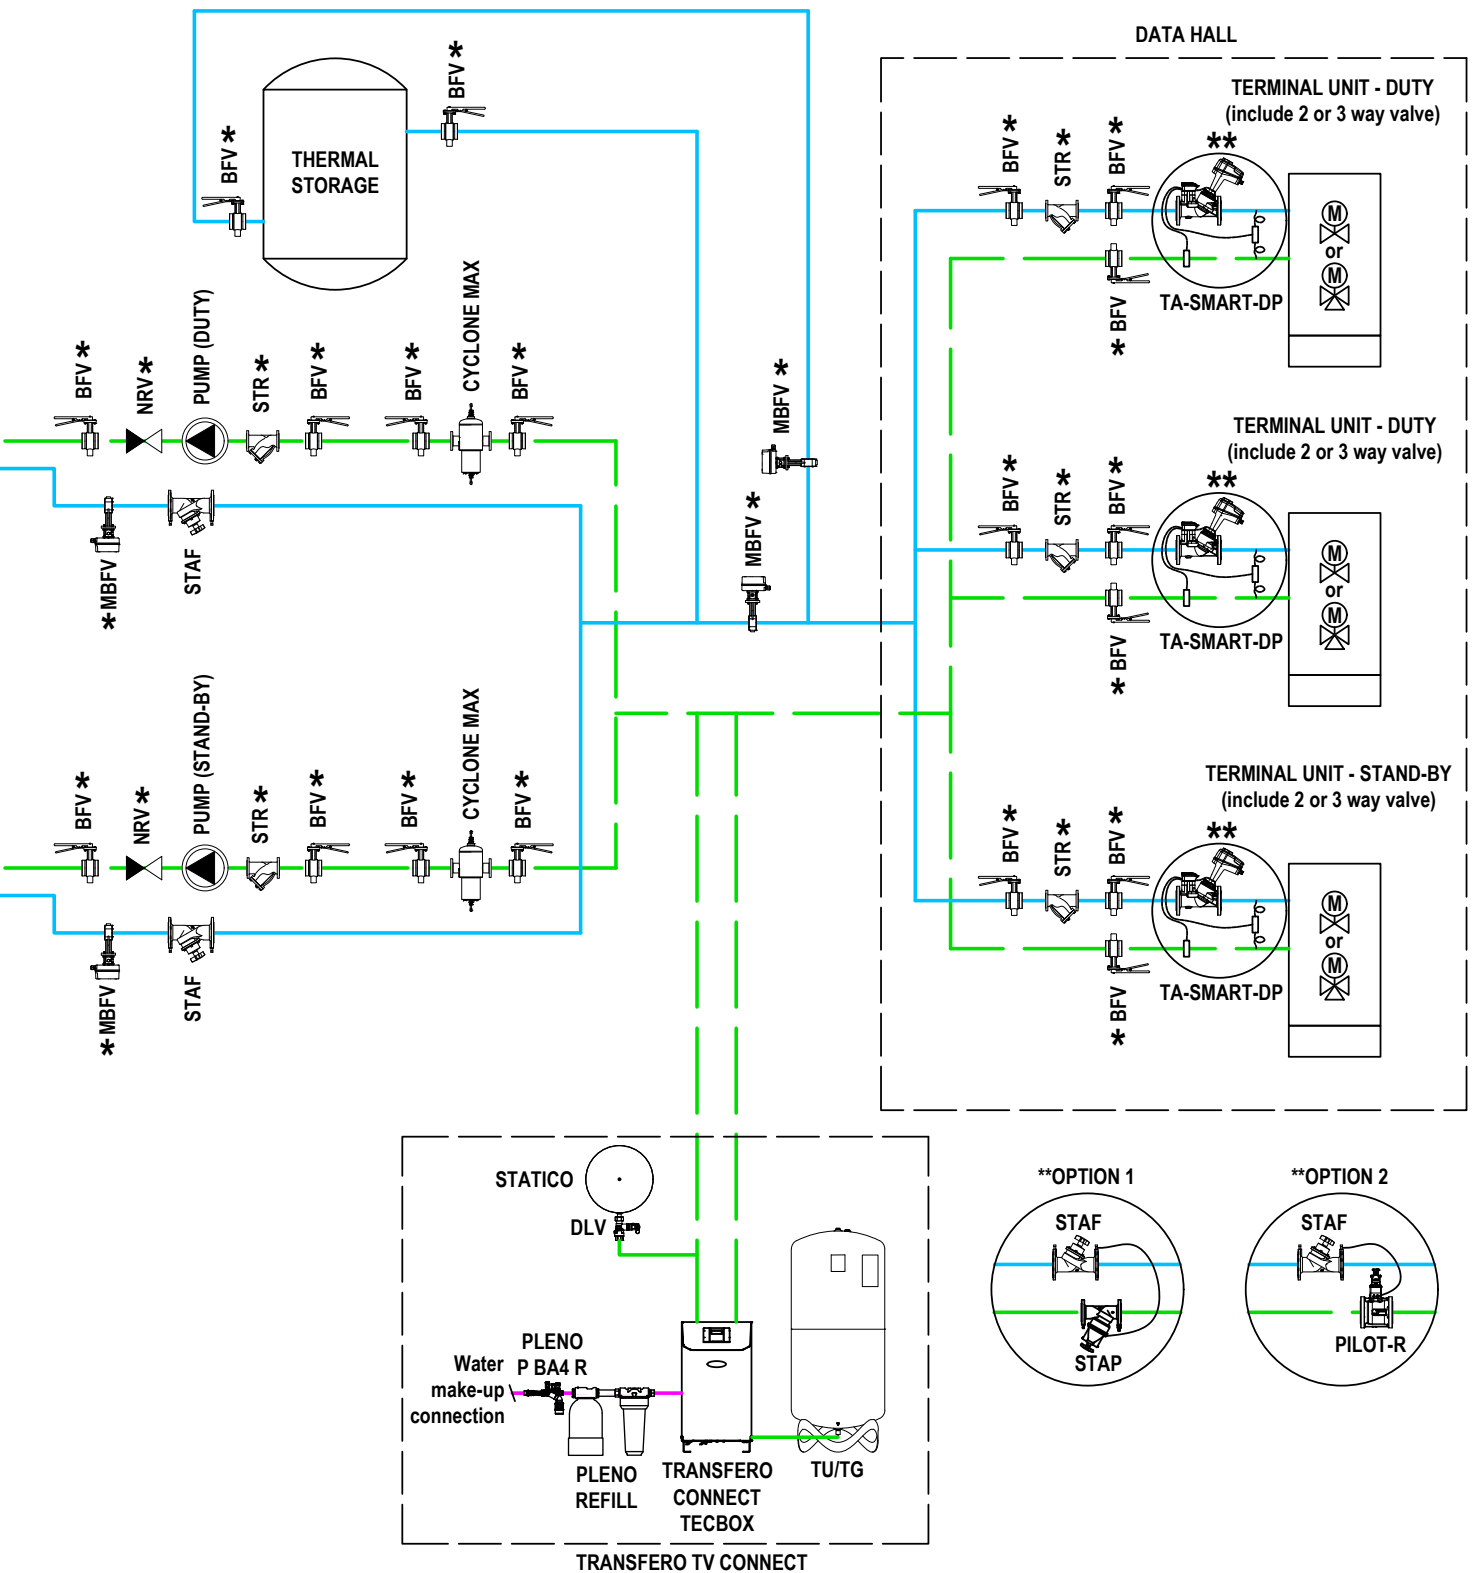 DATA HALL
BFV *
BFV *
THERMAL
STORAGE
TERMINAL UNIT - DUTY
(include 2 or 3 way valve)
BFV *
STR *
BFV *
**
M
or
M
TA-SMART-DP
* BFV
BFV *
NRV *
PUMP (DUTY)
STR *
BFV *
BFV *
CYCLONE MAX
BFV *
MBFV *
MBFV *
* MBFV
STAF
TERMINAL UNIT - DUTY
(include 2 or 3 way valve)
BFV *
STR *
BFV *
**
M
or
M
TA-SMART-DP
* BFV
BFV *
NRV *
PUMP (STAND-BY)
STR *
BFV *
BFV *
CYCLONE MAX
BFV *
* MBFV
STAF
TERMINAL UNIT - STAND-BY
(include 2 or 3 way valve)
BFV *
STR *
BFV *
**
M
or
M
TA-SMART-DP
* BFV
STATICO
DLV
PLENO
P BA4 R
Water
make-up
connection
PLENO
REFILL
TRANSFERO
CONNECT
TECBOX
TU/TG
TRANSFERO TV CONNECT
**OPTION 1
STAF
STAP
**OPTION 2
STAF
PILOT-R